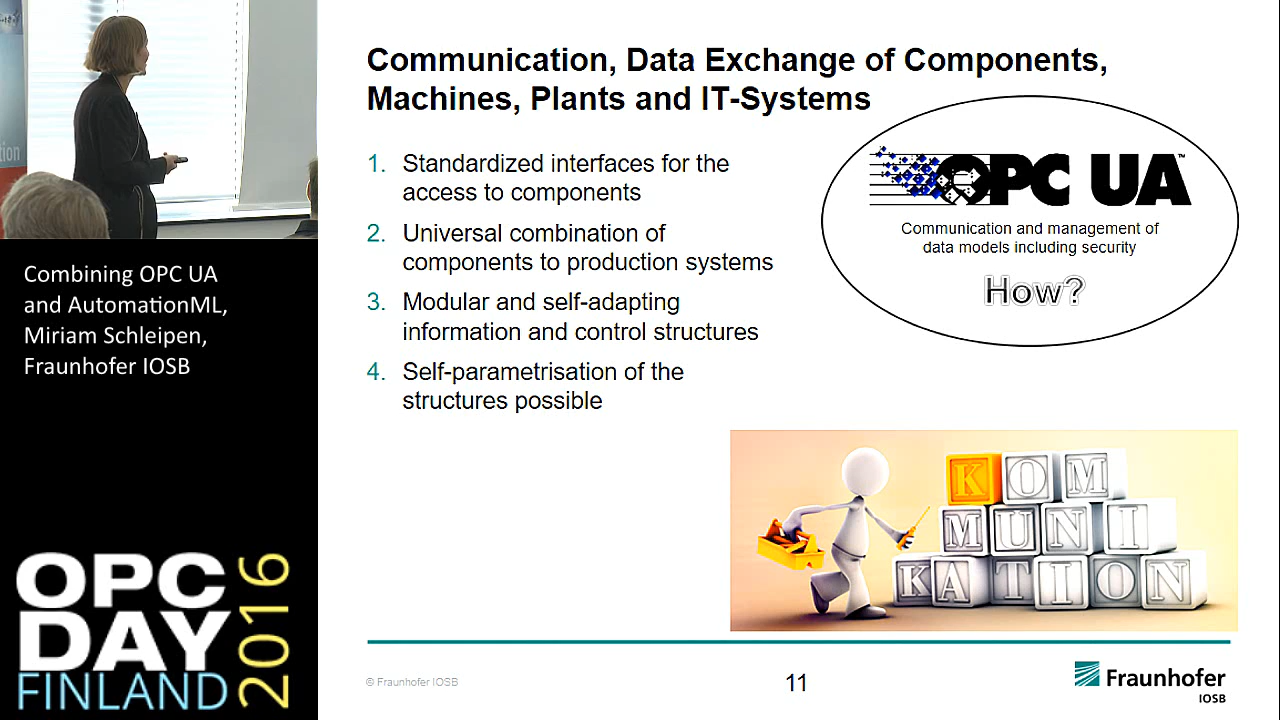 tion
Combining OPC UA
and AutomationML,
Miriam Schleipen,
Fraunhofer IOSB
OPC
DAY
FINLAND
2016
Communication, Data Exchange of Components,
Machines, Plants and IT-Systems
1. Standardized interfaces for the
access to components
2. Universal combination of
components to production systems
3. Modular and self-adapting
information and control structures
4. Self-parametrisation of the
structures possible
OPC UA™
Communication and management of
data models including security
How?
KOM
MUNI
KATION
© Fraunhofer IOSB
11
Fraunhofer
IOSB